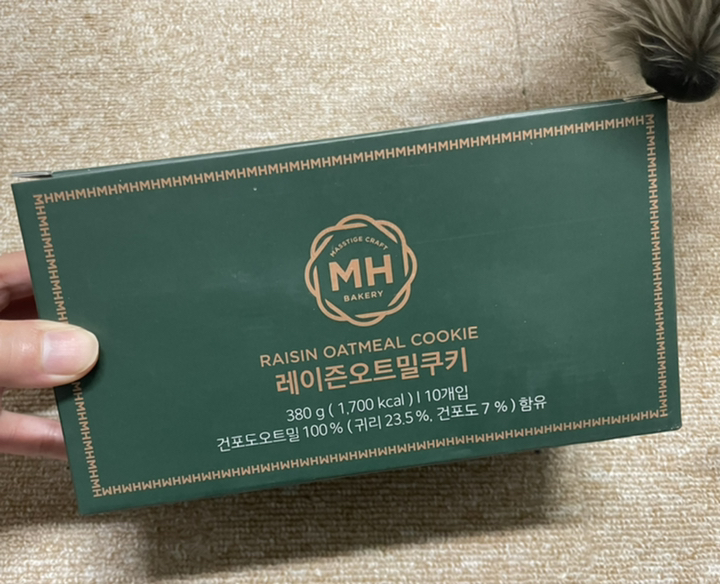 MHMHMHMHMHMHMHMHMHMHMHMHMHMHMHMHMHMHMHMHMHMH
MASSTIGE CRAFT
MH
BAKERY
RAISIN OATMEAL COOKIE
레이즌오트밀쿠키
380 g ( 1,700 kcal ) l 10개입
건포도오트밀 100 % ( 귀리 23.5 %, 건포도 7 % ) 함유